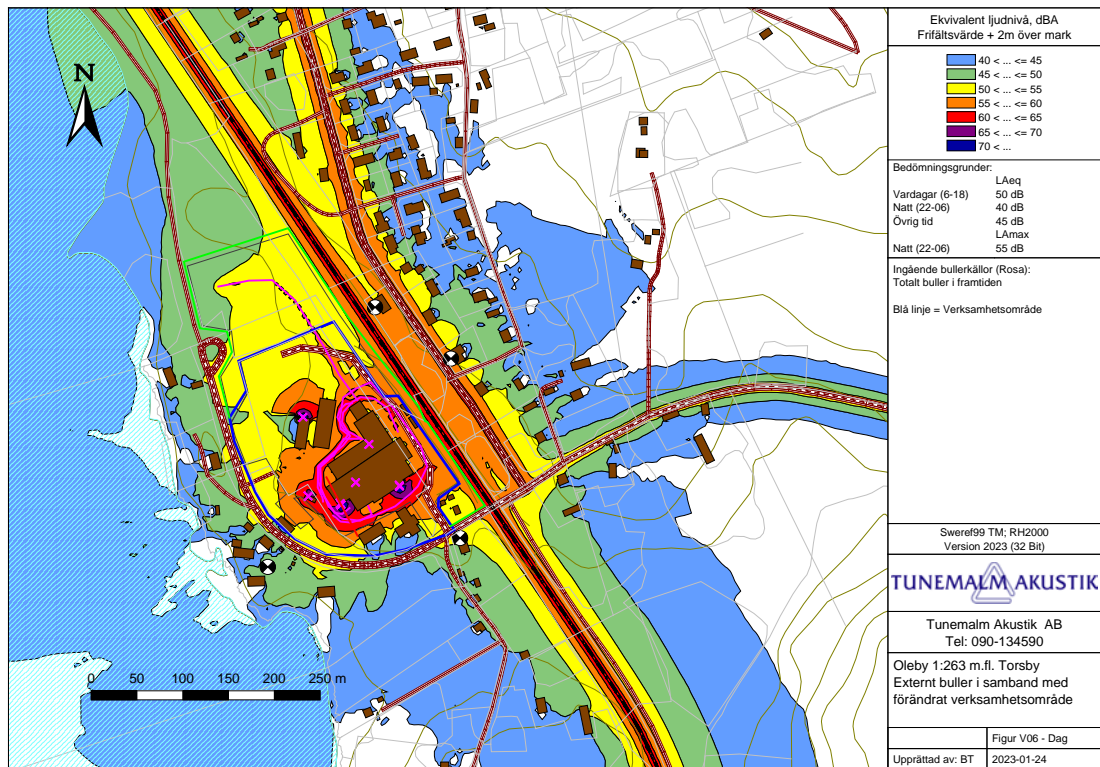 N
0 50 100 150 200 250 m
Ekvivalent ljudnivå, dBA
Frifältsvärde + 2m över mark
40 < ... <= 45
45 < ... <= 50
50 < ... <= 55
55 < ... <= 60
60 < ... <= 65
65 < ... <= 70
70 < ...
Bedömningsgrunder:
LAeq
Vardagar (6-18) 50 dB
Natt (22-06) 40 dB
Övrig tid 45 dB
LAmax
Natt (22-06) 55 dB
Ingående bullerkällor (Rosa):
Totalt buller i framtiden
Blå linje = Verksamhetsområde
Sweref99 TM; RH2000
Version 2023 (32 Bit)
TUNEMALM AKUSTIK
Tunemalm Akustik AB
Tel: 090-134590
Oleby 1:263 m.fl. Torsby
Externt buller i samband med
förändrat verksamhetsområde
Figur V06 - Dag
Upprättad av: BT 2023-01-24